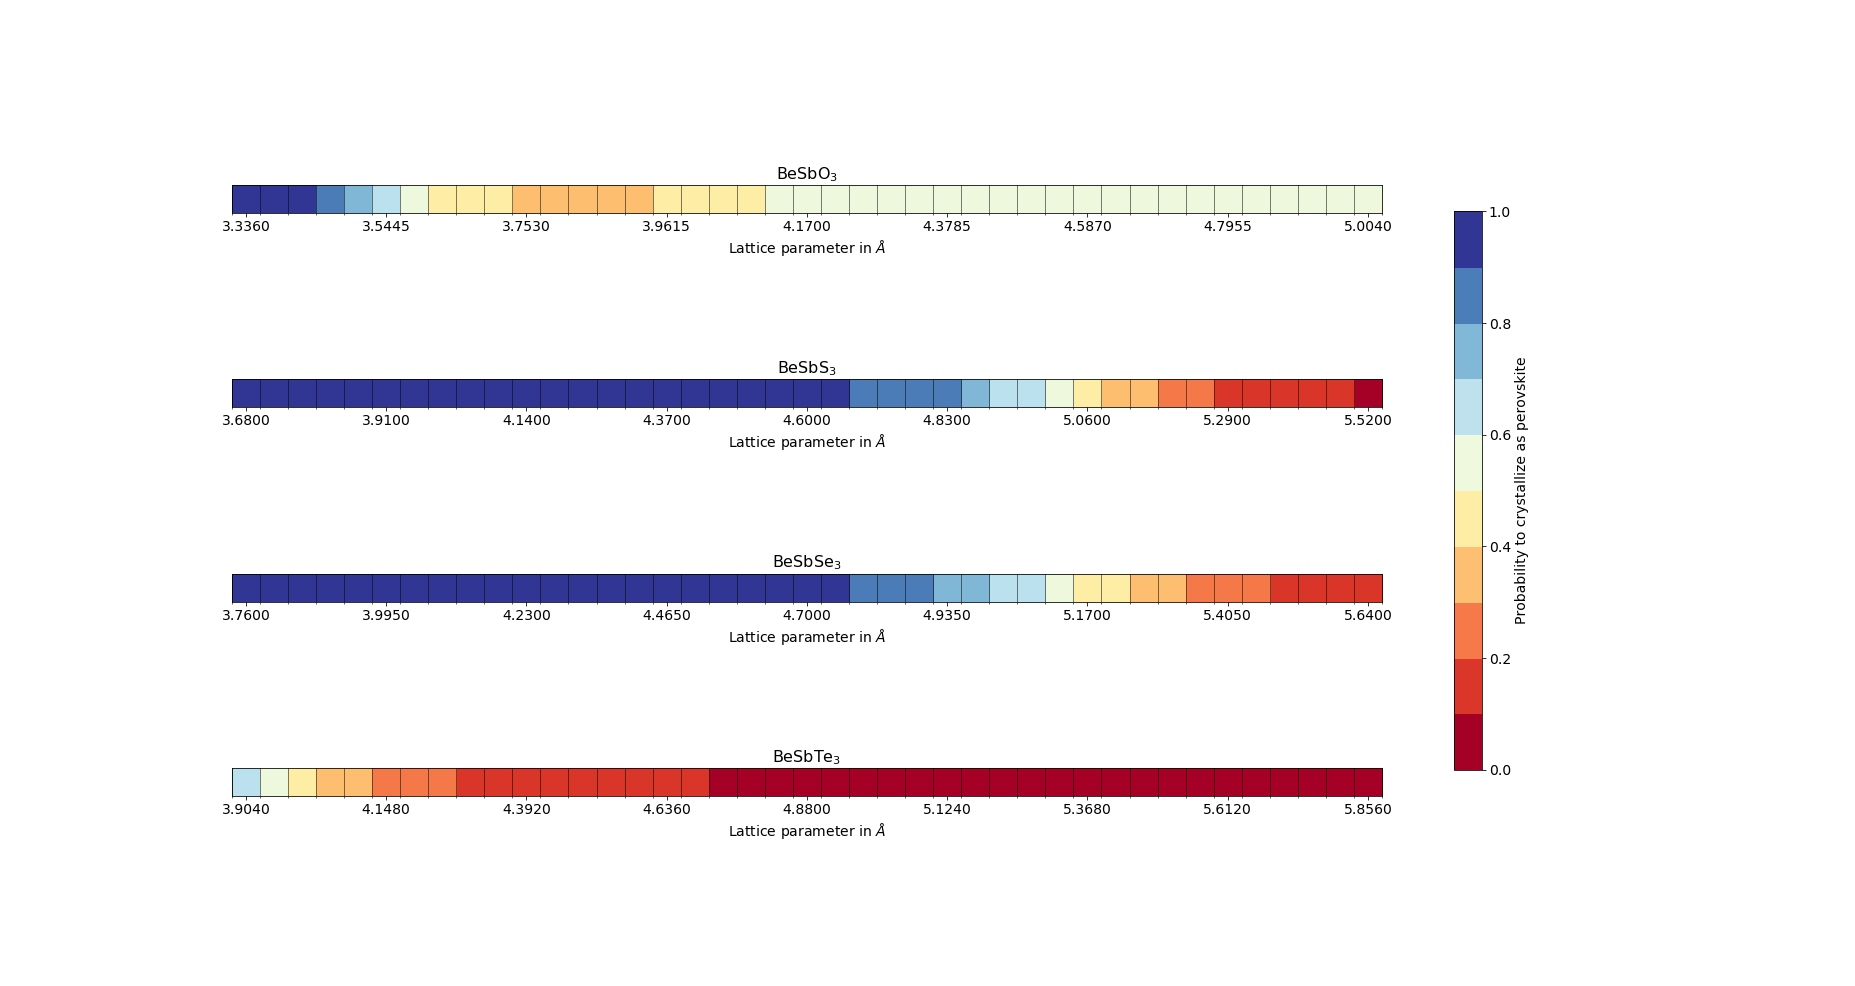 BeSbO₃
3.3360 3.5445 3.7530 3.9615 4.1700 4.3785 4.5870 4.7955 5.0040
Lattice parameter in Å
BeSbS₃
3.6800 3.9100 4.1400 4.3700 4.6000 4.8300 5.0600 5.2900 5.5200
Lattice parameter in Å
BeSbSe₃
3.7600 3.9950 4.2300 4.4650 4.7000 4.9350 5.1700 5.4050 5.6400
Lattice parameter in Å
BeSbTe₃
3.9040 4.1480 4.3920 4.6360 4.8800 5.1240 5.3680 5.6120 5.8560
Lattice parameter in Å
1.0
0.8
0.6
0.4
0.2
0.0
Probability to crystallize as perovskite